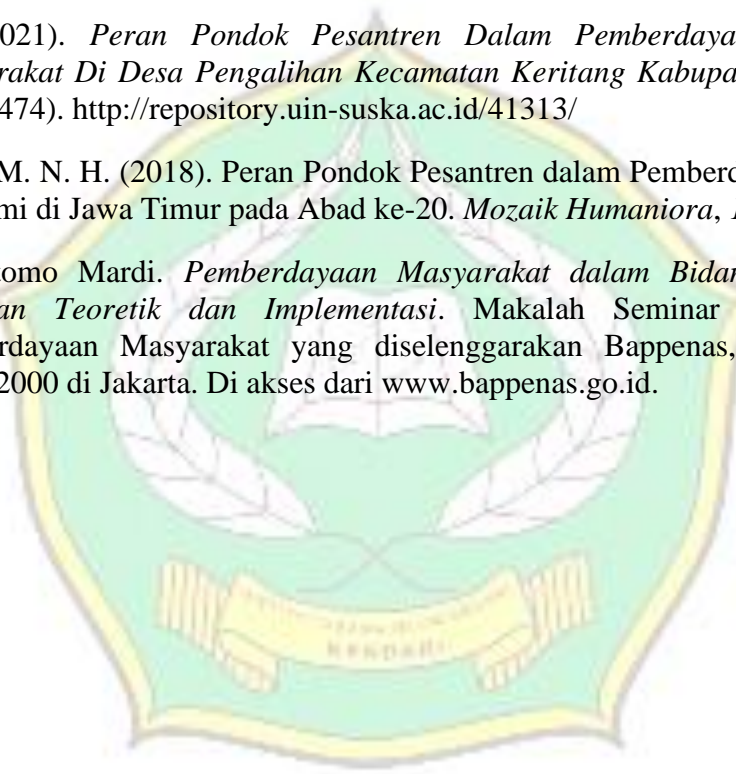 021). Peran Pondok Pesantren Dalam Pemberdaya
rakat Di Desa Pengalihan Kecamatan Keritang Kabupa
474). http://repository.uin-suska.ac.id/41313/
M. N. H. (2018). Peran Pondok Pesantren dalam Pemberd
mi di Jawa Timur pada Abad ke-20. Mozaik Humaniora,
tomo Mardi. Pemberdayaan Masyarakat dalam Bidan
an Teoretik dan Implementasi. Makalah Seminar
rdayaan Masyarakat yang diselenggarakan Bappenas,
2000 di Jakarta. Di akses dari www.bappenas.go.id.
KENDARI